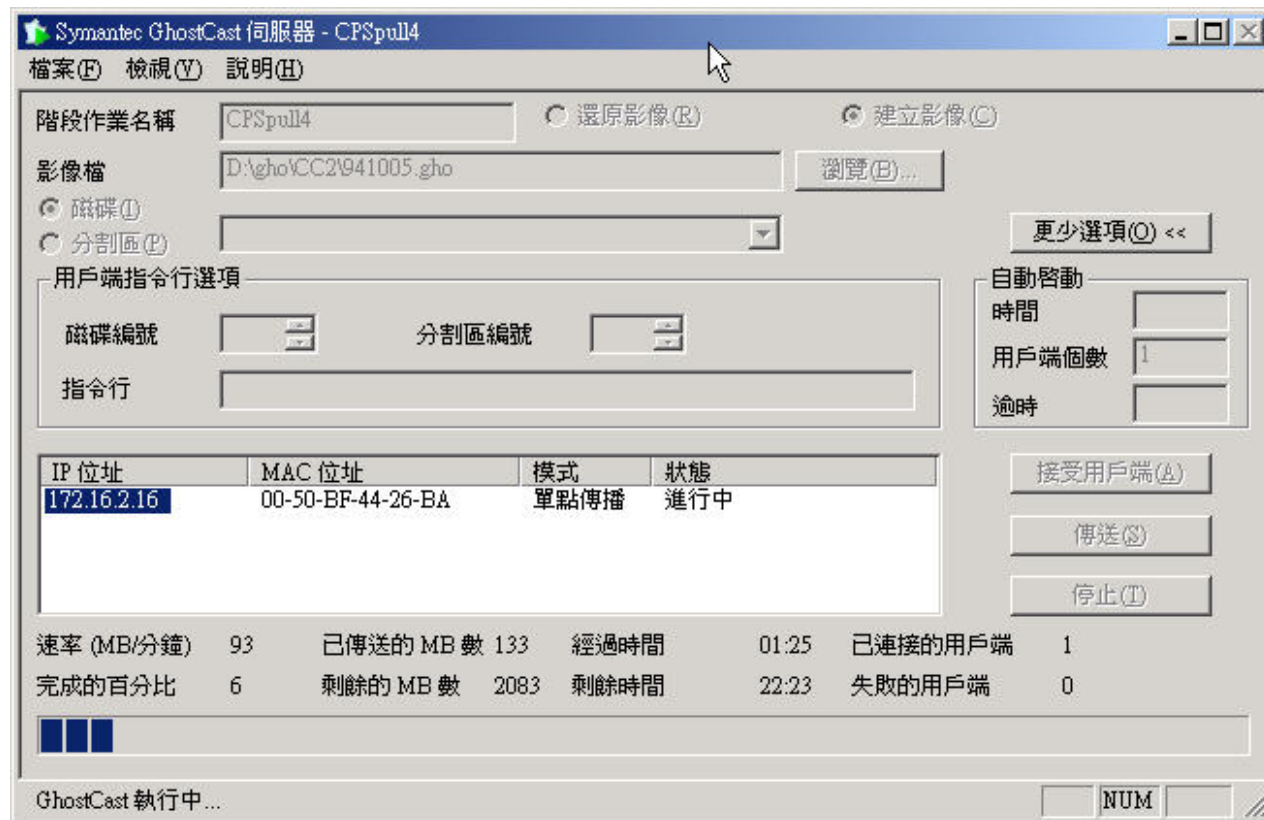 Symantec GhostCast 伺服器 - CPSpull4
檔案(F) 檢視(V) 說明(H)
階段作業名稱 CPSpull4 還原影像(R) 建立影像(C)
影像檔 D:\gho\CC2\941005.gho 瀏覽(B)...
磁碟(I)
分割區(P) 更少選項(O) <<
用戶端指令行選項 自動啓動
時間
磁碟編號 分割區編號
用戶端個數 1
指令行
逾時
IP 位址 MAC 位址 模式 狀態 接受用戶端(A)
172.16.2.16 00-50-BF-44-26-BA 單點傳播 進行中
傳送(S)
停止(T)
速率 (MB/分鐘) 93 已傳送的 MB 數 133 經過時間 01:25 已連接的用戶端 1
完成的百分比 6 剩餘的 MB 數 2083 剩餘時間 22:23 失敗的用戶端 0
GhostCast 執行中... NUM